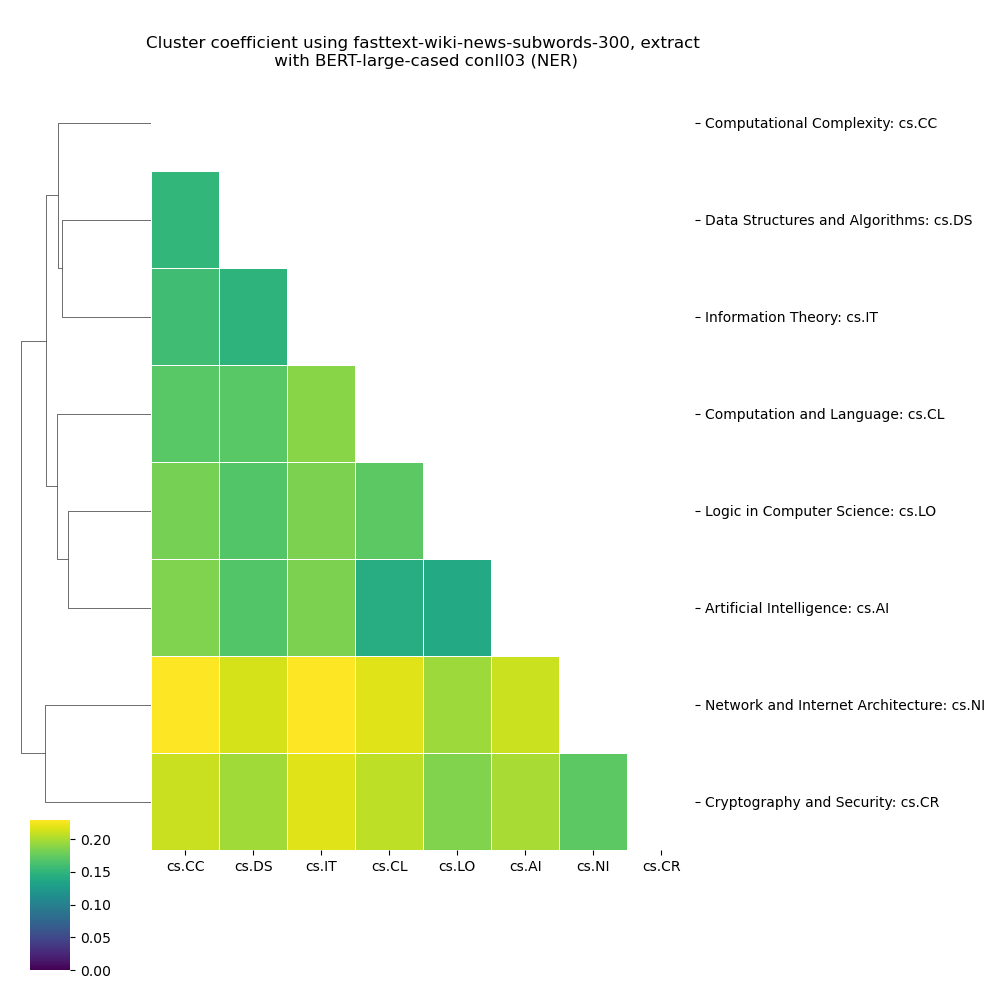 Cluster coefficient using fasttext-wiki-news-subwords-300, extract
with BERT-large-cased conll03 (NER)
Computational Complexity: cs.CC
Data Structures and Algorithms: cs.DS
Information Theory: cs.IT
Computation and Language: cs.CL
Logic in Computer Science: cs.LO
Artificial Intelligence: cs.AI
Network and Internet Architecture: cs.NI
Cryptography and Security: cs.CR
cs.CC cs.DS cs.IT cs.CL cs.LO cs.AI cs.NI cs.CR
0.20
0.15
0.10
0.05
0.00